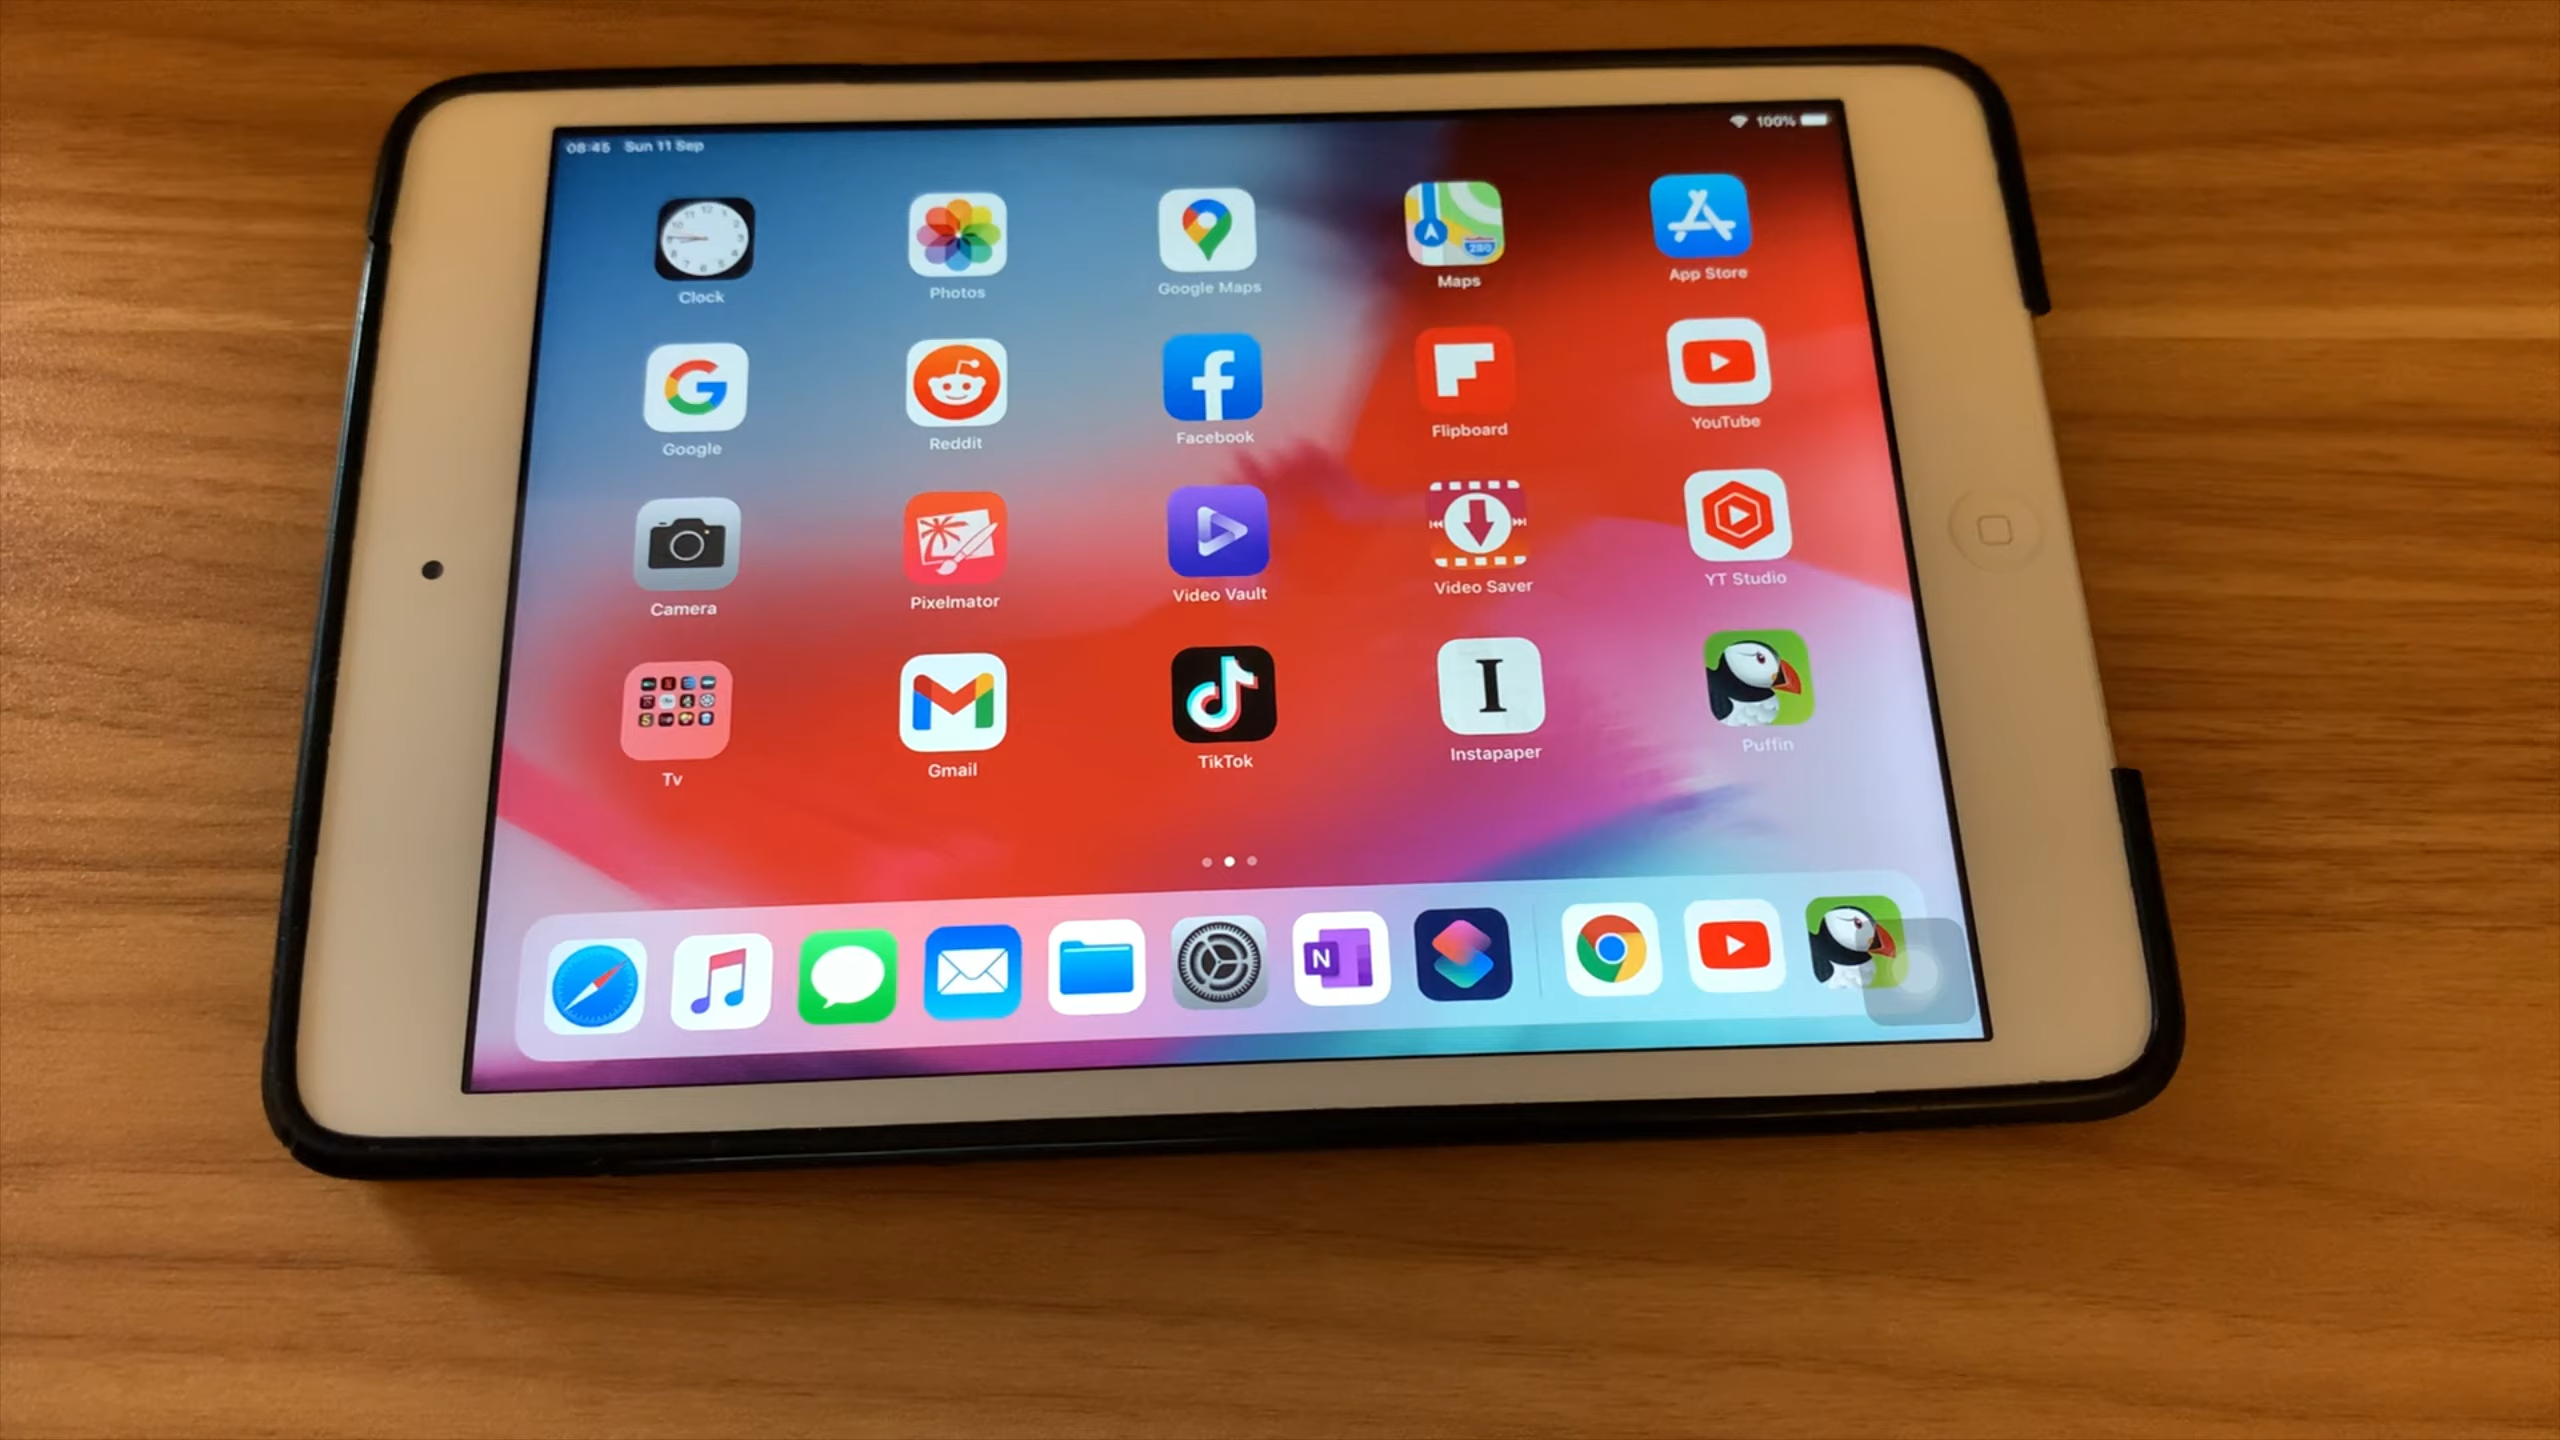 08:45 Sun 11 Sep
100%
Clock Photos Google Maps Maps App Store
Google Reddit Facebook Flipboard YouTube
Camera Pixelmator Video Vault Video Saver YT Studio
Tv Gmail TikTok Instapaper Puffin